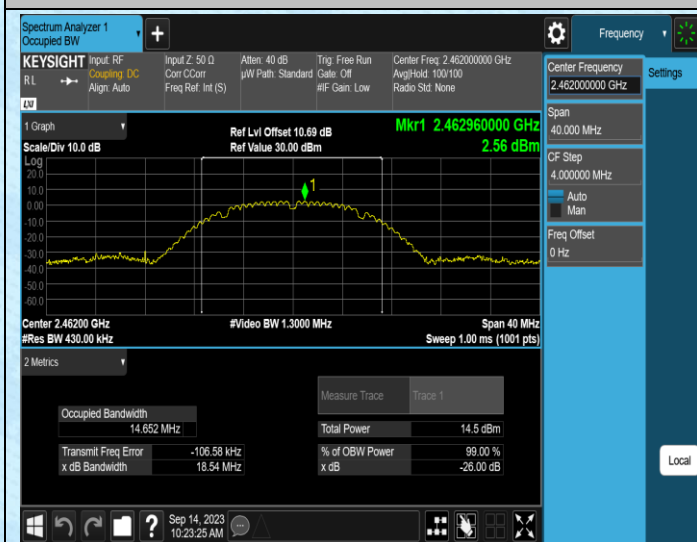 Spectrum Analyzer 1
Occupied BW
+
Frequency
KEYSIGHT
RL
LXI
Input: RF
Coupling: DC
Align: Auto
Input Z: 50 Ω
Corr CCorr
Freq Ref: Int (S)
Atten: 40 dB
µW Path: Standard
Trig: Free Run
Gate: Off
#IF Gain: Low
Center Freq: 2.462000000 GHz
Avg|Hold: 100/100
Radio Std: None
Center Frequency
2.462000000 GHz
Settings
Span
40.000 MHz
CF Step
4.000000 MHz
Auto
Man
Freq Offset
0 Hz
Local
1 Graph
Scale/Div 10.0 dB
Ref Lvl Offset 10.69 dB
Ref Value 30.00 dBm
Mkr1 2.462960000 GHz
2.56 dBm
Log
20.0
10.0
0.00
-10.0
-20.0
-30.0
-40.0
-50.0
-60.0
1
Center 2.46200 GHz
#Res BW 430.00 kHz
#Video BW 1.3000 MHz
Span 40 MHz
Sweep 1.00 ms (1001 pts)
2 Metrics
Measure Trace Trace 1
Occupied Bandwidth
14.652 MHz
Total Power 14.5 dBm
Transmit Freq Error -106.58 kHz
% of OBW Power 99.00 %
x dB Bandwidth 18.54 MHz
x dB -26.00 dB
?
Sep 14, 2023
10:23:25 AM